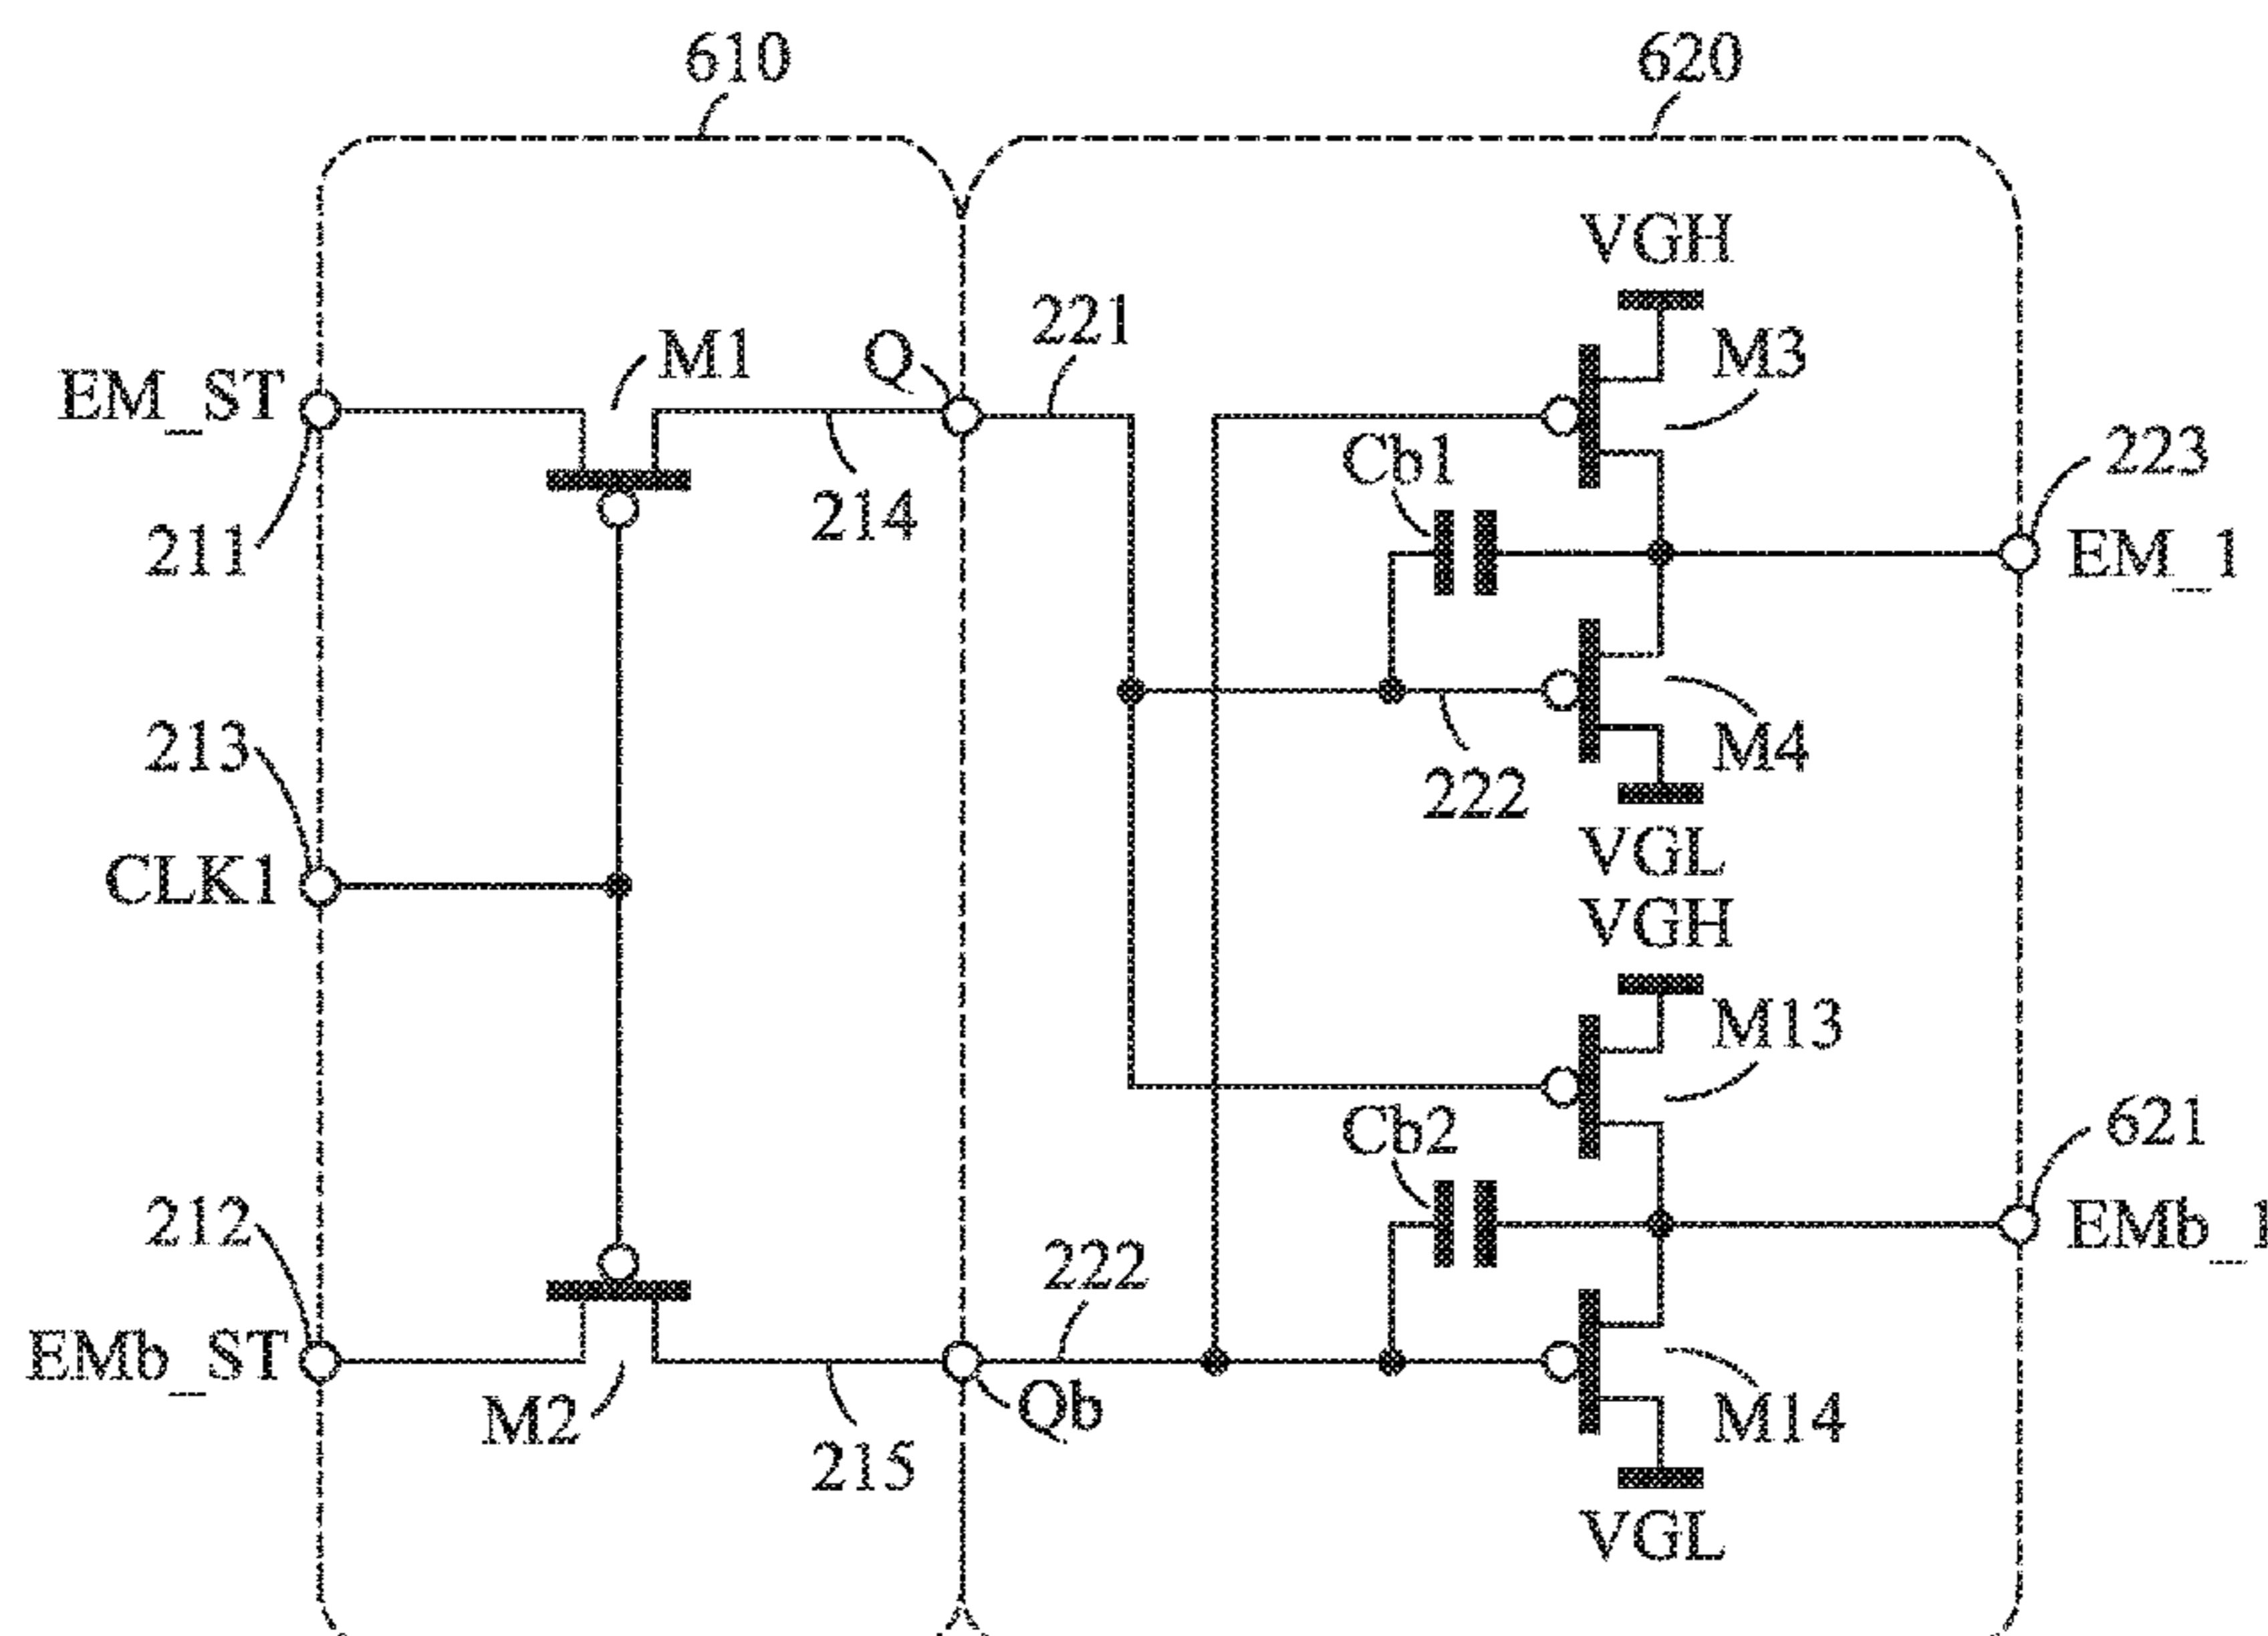 610
620
VGH
221
M1
Q
M3
EM_ST
Cb1
223
214
211
EM_1
213
M4
222
CLK1
VGL
VGH
M13
Cb2
621
212
222
EMb_1
EMb_ST
M2
Qb
M14
215
VGL